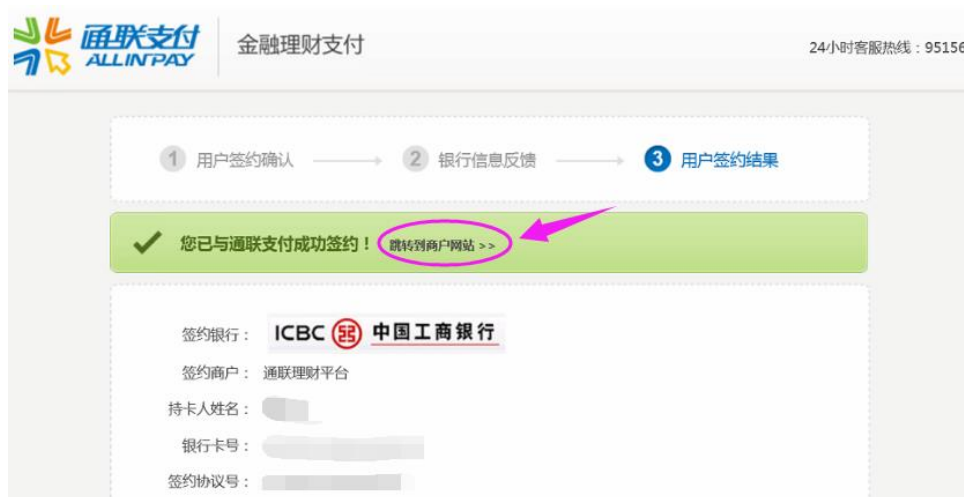 通联支付
ALLINPAY
金融理财支付
24小时客服热线：95156
1 用户签约确认
2 银行信息反馈
3 用户签约结果
您已与通联支付成功签约！ 跳转到商户网站 >>
签约银行： ICBC 中国工商银行
签约商户： 通联理财平台
持卡人姓名：
银行卡号：
签约协议号：